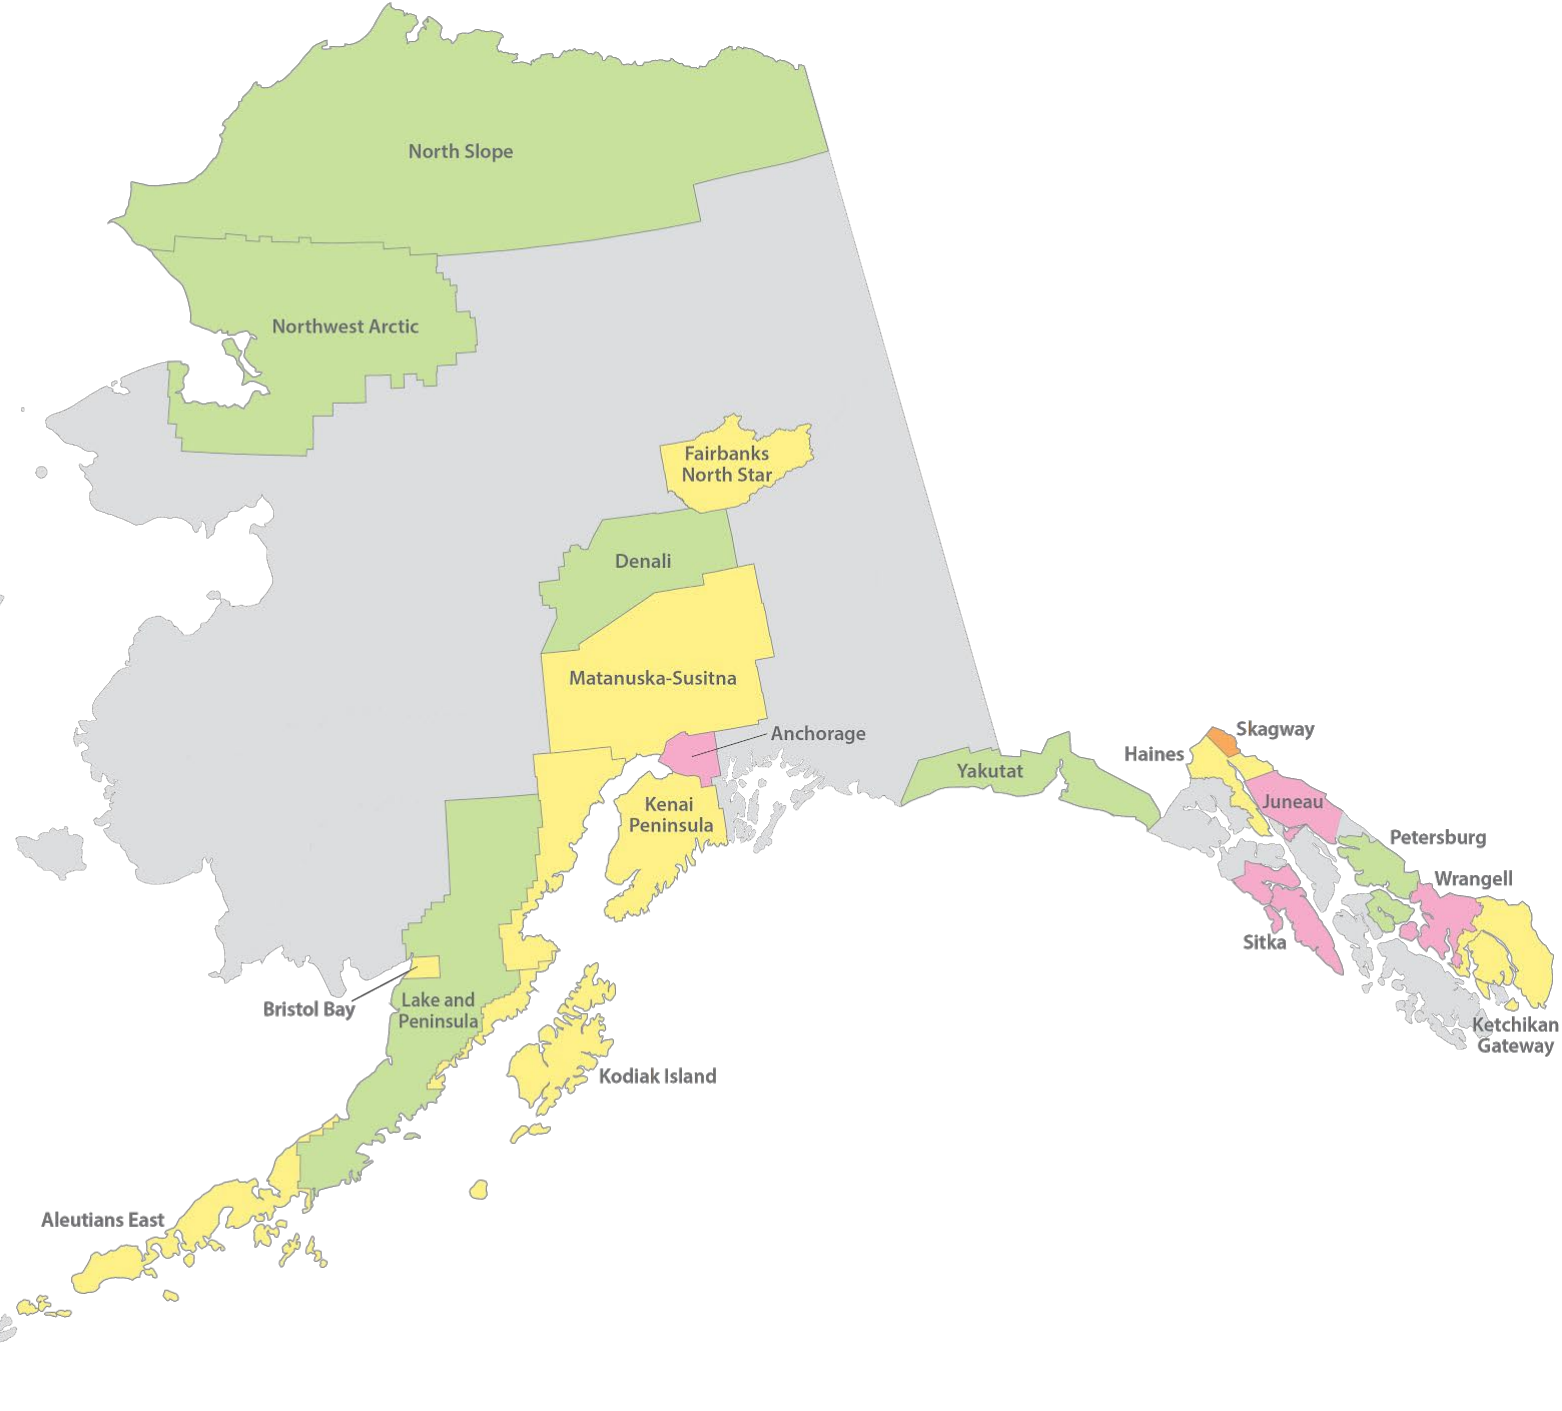 North Slope
Northwest Arctic
Fairbanks
North Star
Denali
Matanuska-Susitna
Anchorage
Skagway
Haines
Yakutat
Juneau
Kenai
Peninsula
Petersburg
Wrangell
Sitka
Bristol Bay
Lake and
Peninsula
Ketchikan
Gateway
Kodiak Island
Aleutians East